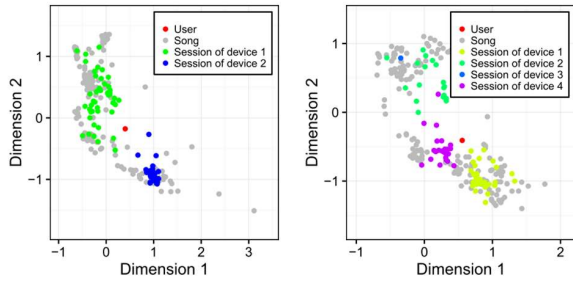 User
Song
Session of device 1
Session of device 2
Dimension 2
1
0
−1
−1
0
1
2
3
Dimension 1
User
Song
Session of device 1
Session of device 2
Session of device 3
Session of device 4
Dimension 2
1
0
−1
−1
0
1
2
Dimension 1